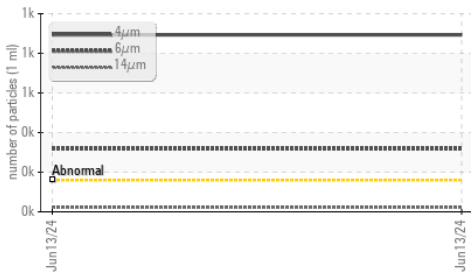 1k
1k
1k
0k
0k
0k
number of particles (1 ml)
4μm
6μm
14μm
Abnormal
Jun13/24
Jun13/24